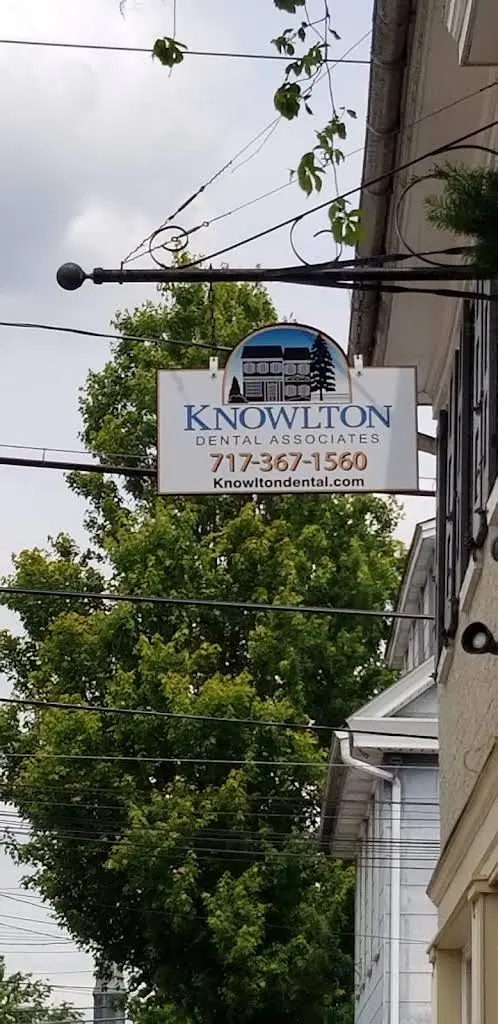 KNOWLTON
DENTAL ASSOCIATES
717-367-1560
Knowltondental.com